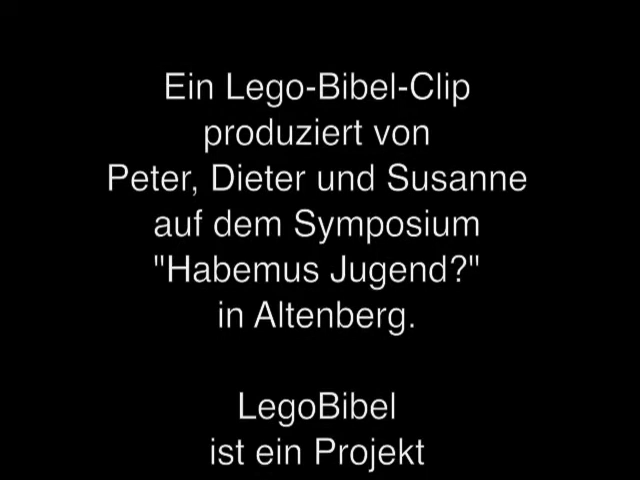 Ein Lego-Bibel-Clip
produziert von
Peter, Dieter und Susanne
auf dem Symposium
"Habemus Jugend?"
in Altenberg.
LegoBibel
ist ein Projekt